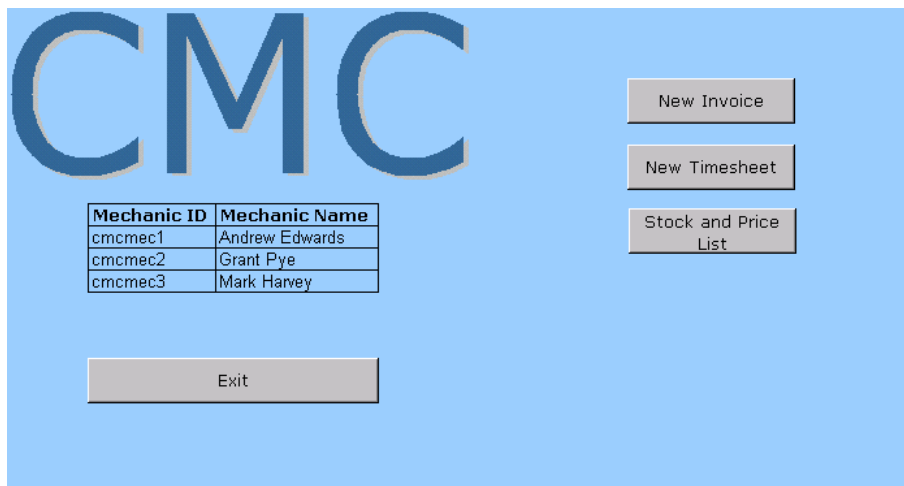 CMC
New Invoice
New Timesheet
Stock and Price
List
Mechanic ID Mechanic Name
cmcmec1 Andrew Edwards
cmcmec2 Grant Pye
cmcmec3 Mark Harvey
Exit